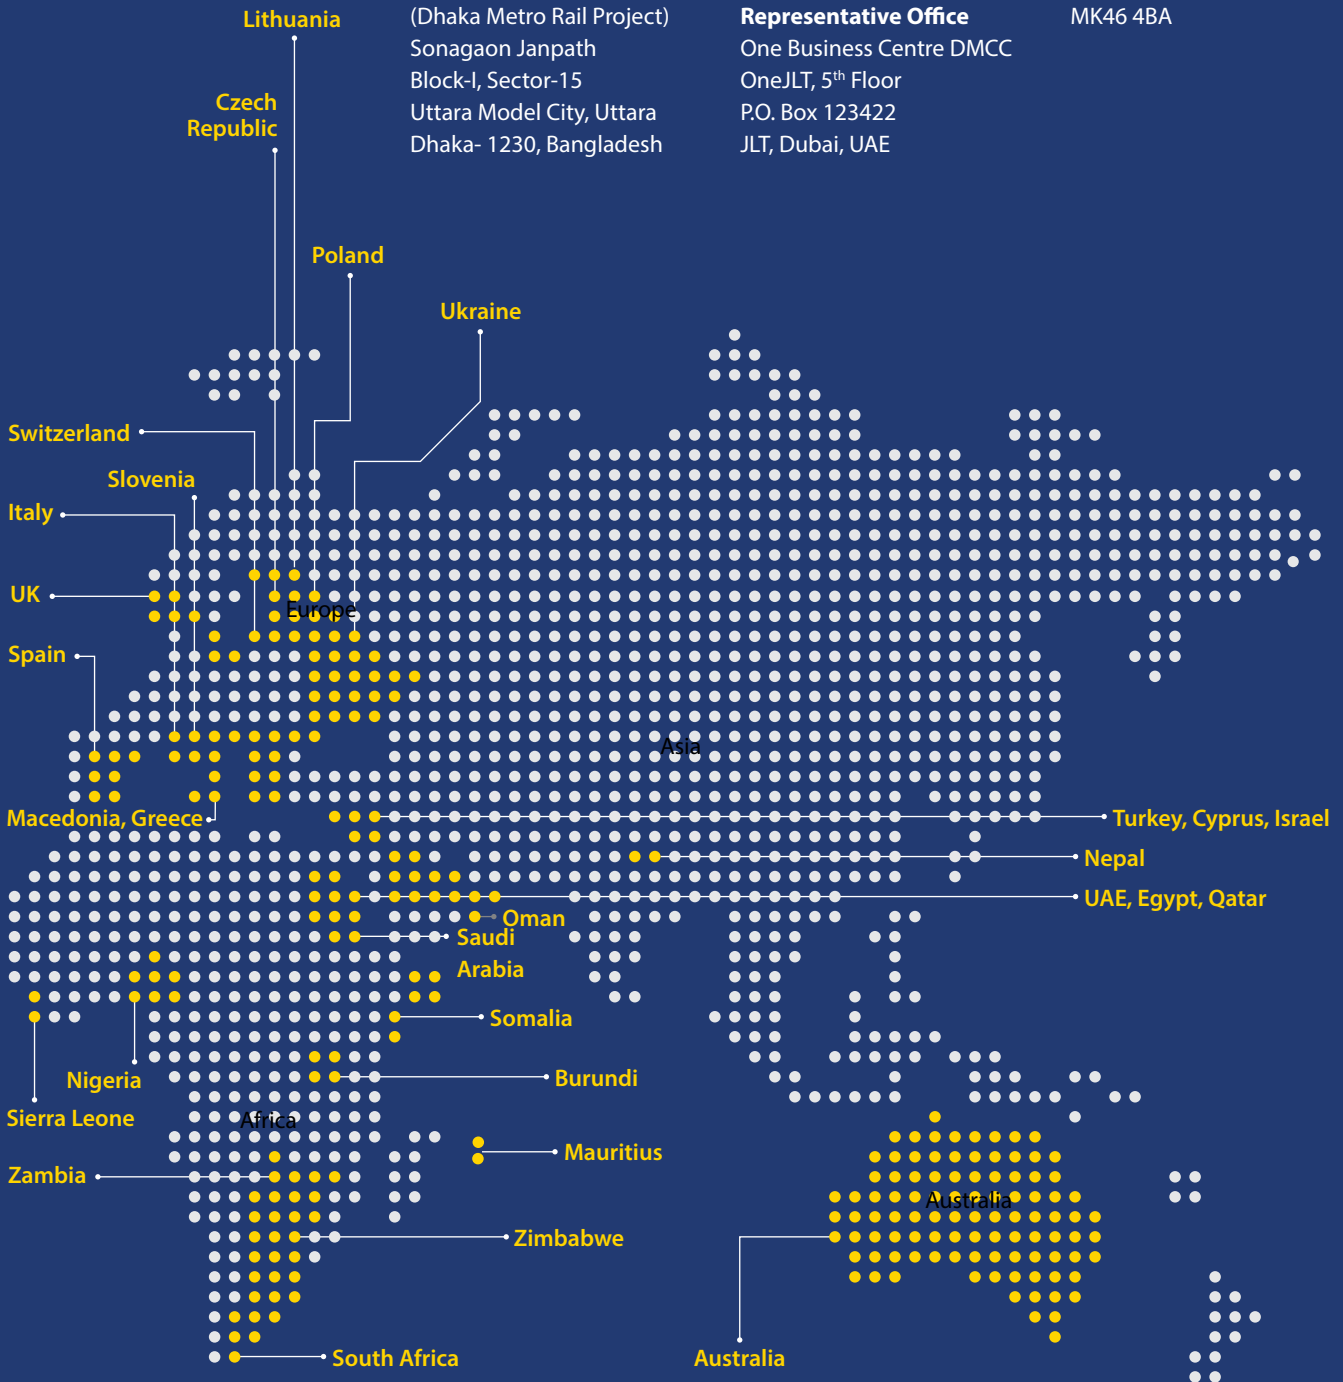 (Dhaka Metro Rail Project)
Sonagaon Janpath
Block-I, Sector-15
Uttara Model City, Uttara
Dhaka- 1230, Bangladesh
Representative Office
One Business Centre DMCC
OneJLT, 5th Floor
P.O. Box 123422
JLT, Dubai, UAE
MK46 4BA
Lithuania
Czech
Republic
Poland
Ukraine
Switzerland
Slovenia
Italy
UK
Europe
Spain
Asia
Macedonia, Greece
Turkey, Cyprus, Israel
Nepal
UAE, Egypt, Qatar
Oman
Saudi
Arabia
Somalia
Nigeria
Burundi
Sierra Leone
Africa
Mauritius
Zambia
Australia
Zimbabwe
South Africa
Australia